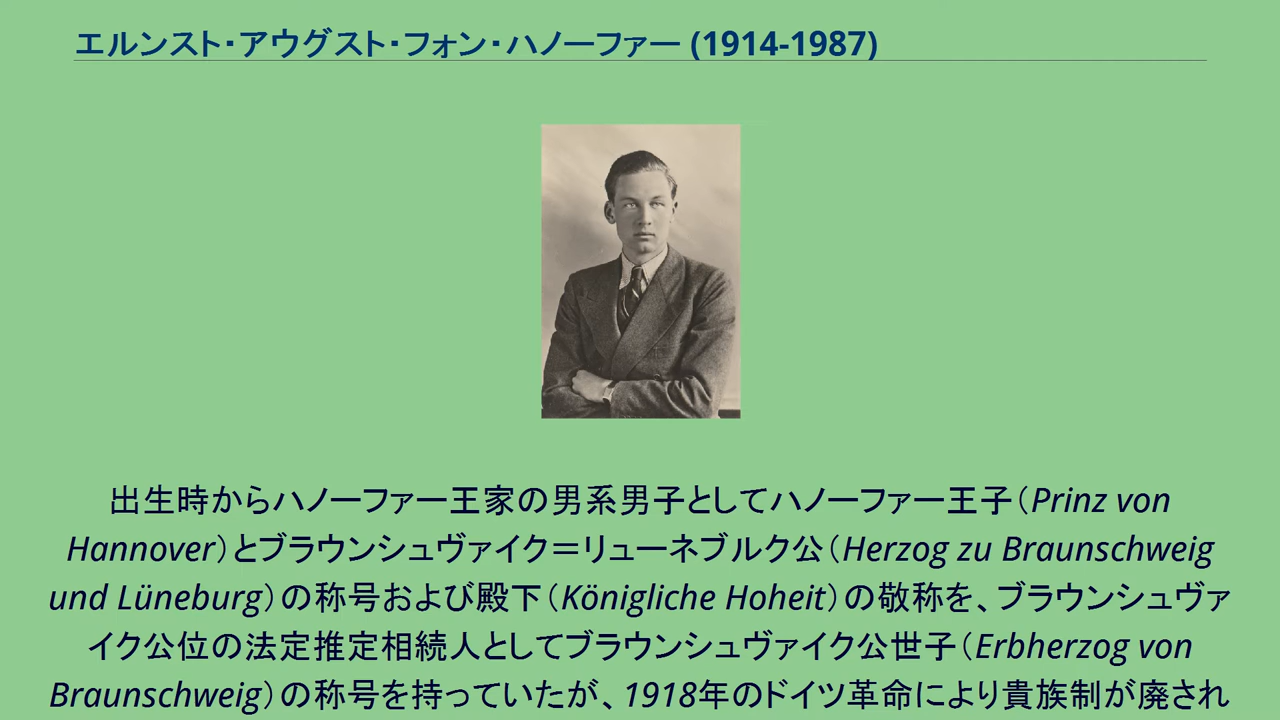 エルンスト・アウグスト・フォン・ハノーファー (1914-1987)
出生時からハノーファー王家の男系男子としてハノーファー王子（Prinz von
Hannover）とブラウンシュヴァイク＝リューネブルク公（Herzog zu Braunschweig
und Lüneburg）の称号および殿下（Königliche Hoheit）の敬称を、ブラウンシュヴァ
イク公位の法定推定相続人としてブラウンシュヴァイク公世子（Erbherzog von
Braunschweig）の称号を持っていたが、1918年のドイツ革命により貴族制が廃され